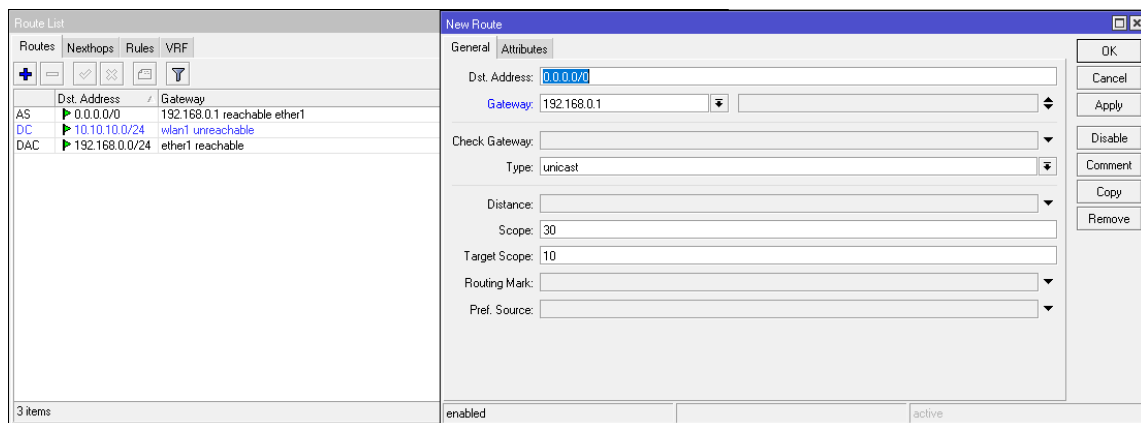 Route List
Routes Nexthops Rules VRF
Dst. Address / Gateway
AS 0.0.0.0/0 192.168.0.1 reachable ether1
DC 10.10.10.0/24 wlan1 unreachable
DAC 192.168.0.0/24 ether1 reachable
3 items
New Route
General Attributes
Dst. Address: 0.0.0.0/0
Gateway: 192.168.0.1
Check Gateway:
Type: unicast
Distance:
Scope: 30
Target Scope: 10
Routing Mark:
Pref. Source:
OK
Cancel
Apply
Disable
Comment
Copy
Remove
enabled
active